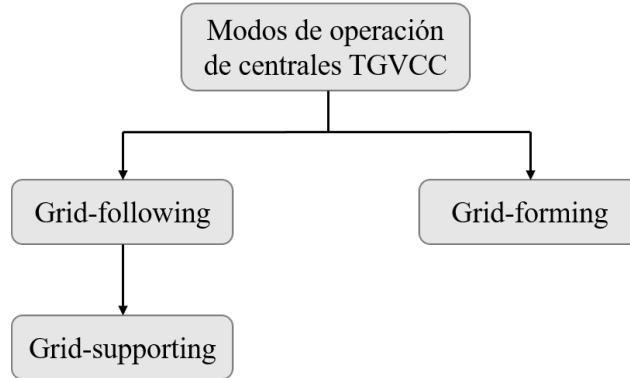 Modos de operación
de centrales TGVCC
Grid-following
Grid-forming
Grid-supporting